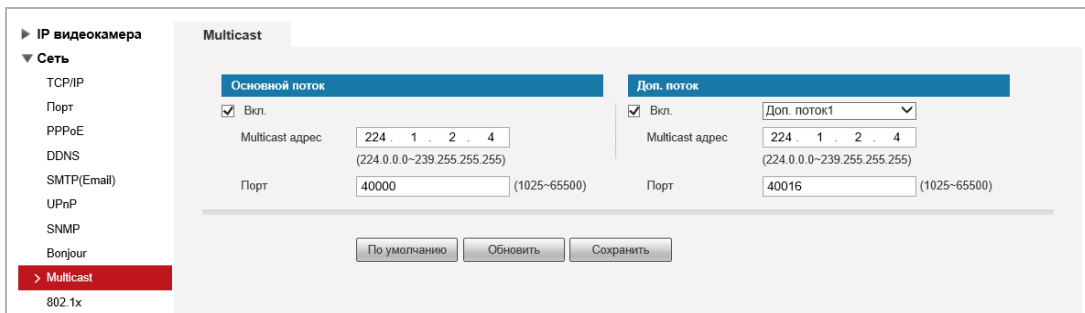 IP видеокамера
Сеть
TCP/IP
Порт
PPPoE
DDNS
SMTP(Email)
UPnP
SNMP
Bonjour
Multicast
802.1x
Multicast
Основной поток
Вкл.
Multicast адрес 224 . 1 . 2 . 4
(224.0.0.0~239.255.255.255)
Порт 40000 (1025~65500)
Доп. поток
Вкл. Доп. поток1
Multicast адрес 224 . 1 . 2 . 4
(224.0.0.0~239.255.255.255)
Порт 40016 (1025~65500)
По умолчанию Обновить Сохранить